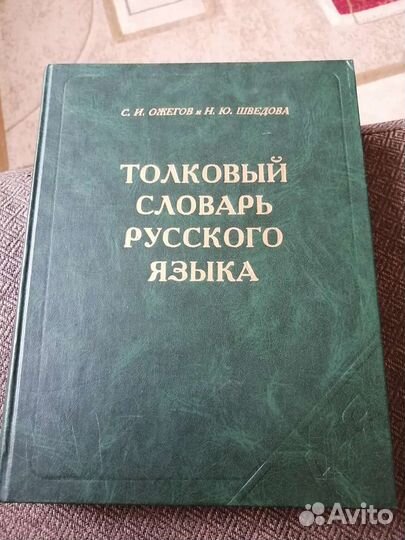 С. И. ОЖЕГОВ и Н. Ю. ШВЕДОВА
ТОЛКОВЫЙ
СЛОВАРЬ
РУССКОГО
ЯЗЫКА
Avito